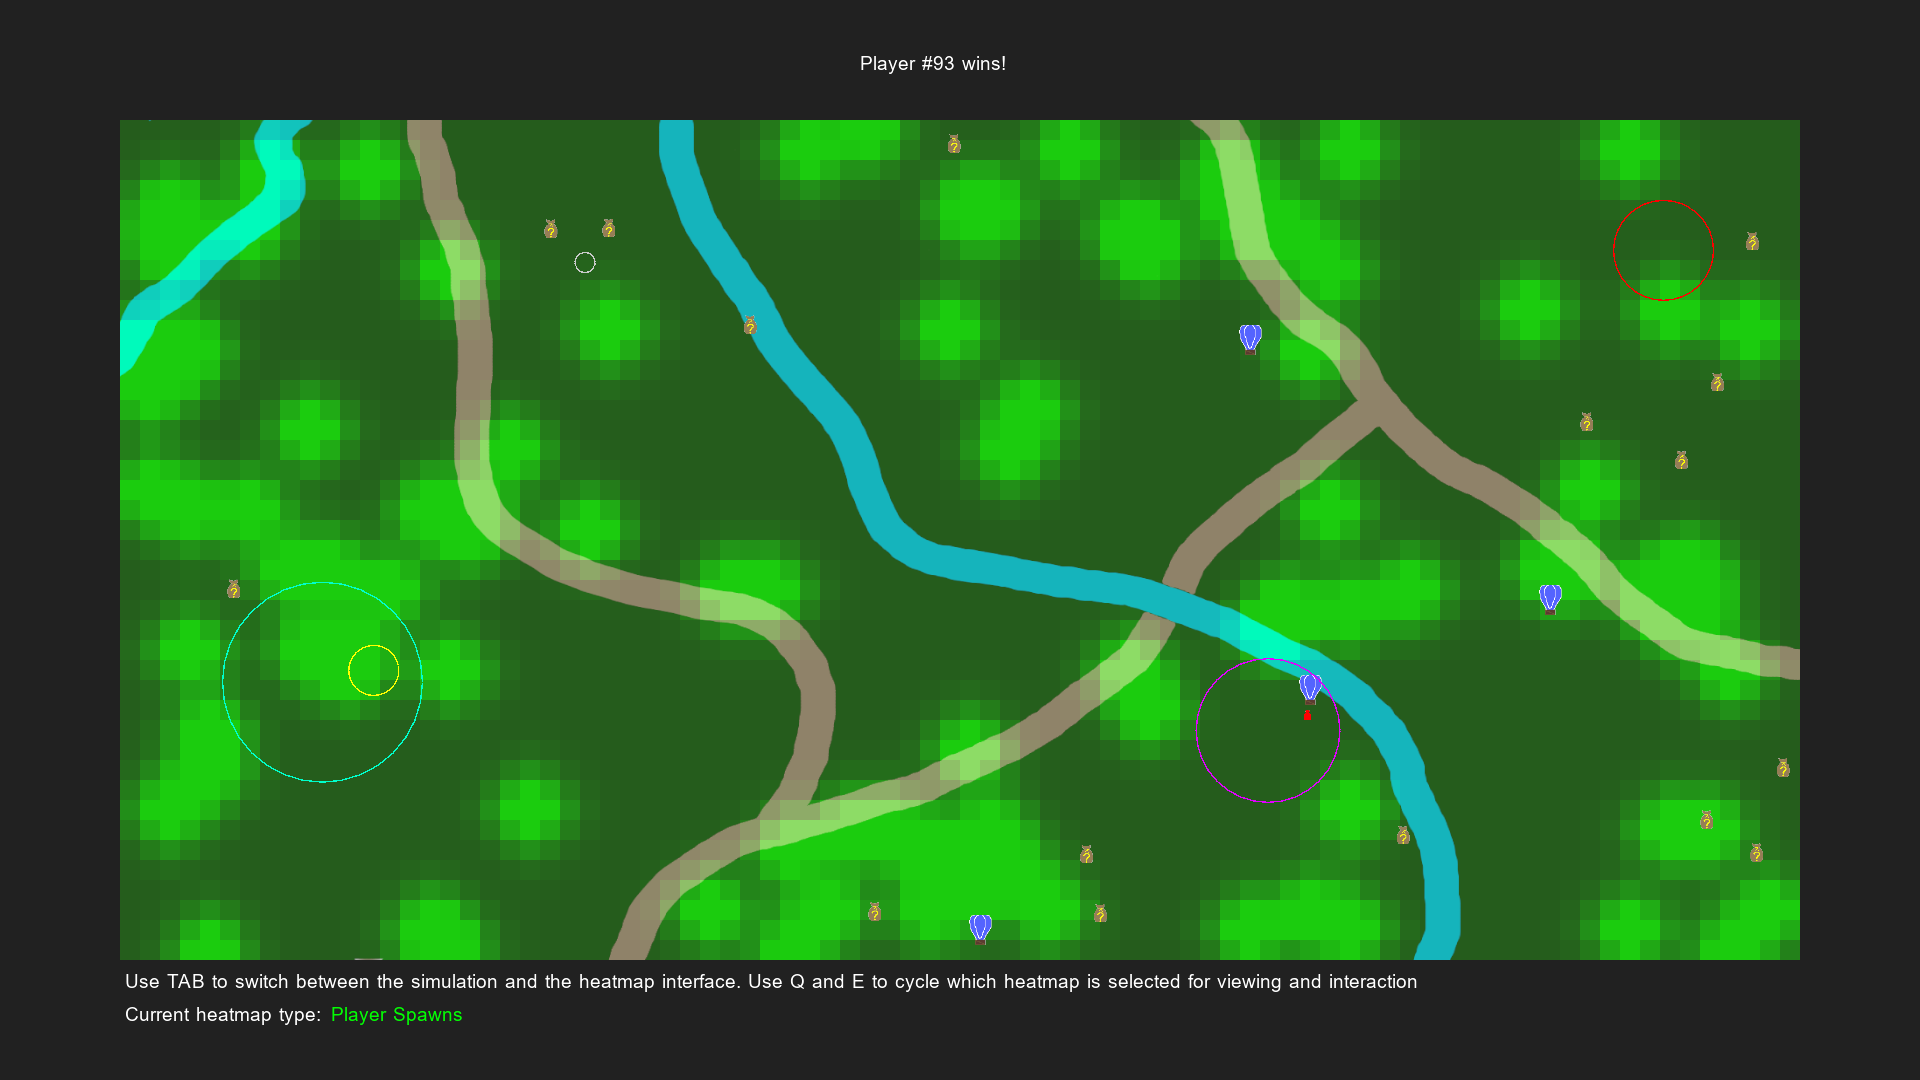 Player #93 wins!
Use TAB to switch between the simulation and the heatmap interface. Use Q and E to cycle which heatmap is selected for viewing and interaction
Current heatmap type: Player Spawns